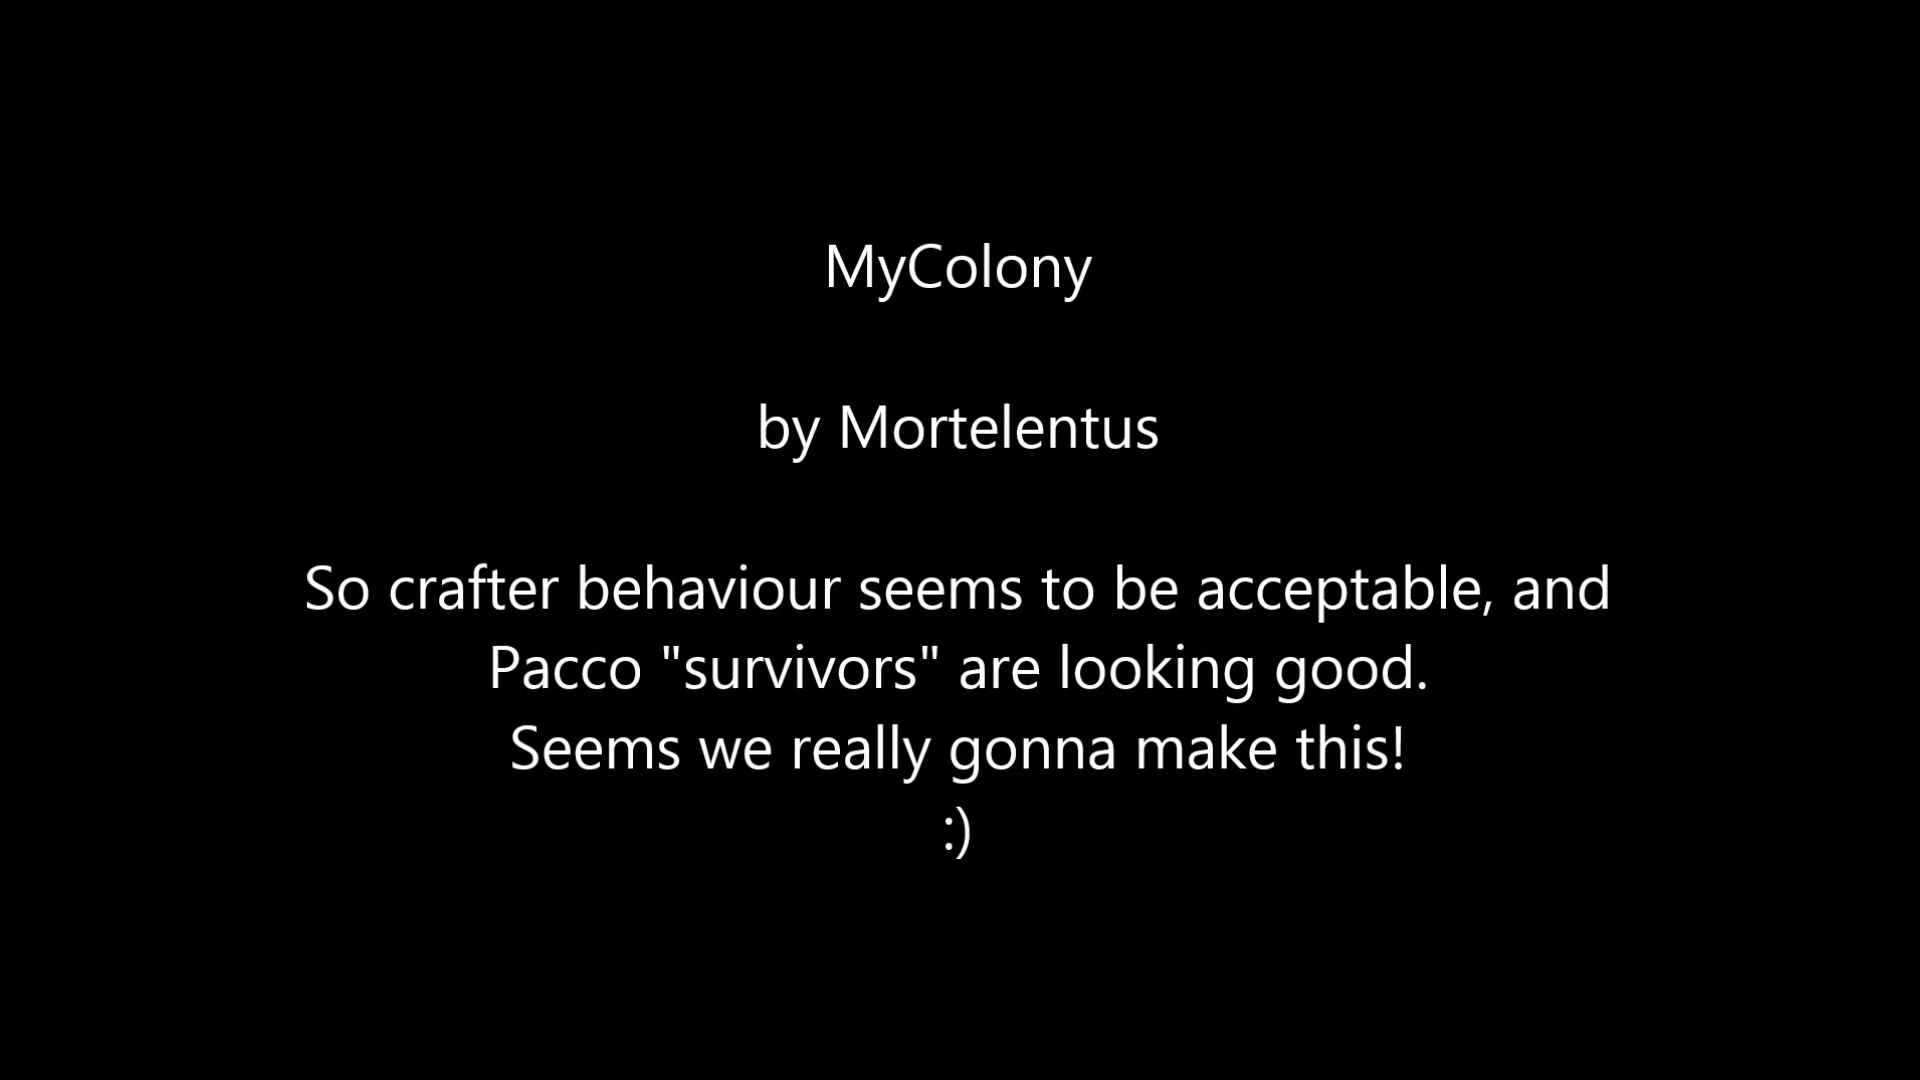 MyColony
by Mortelentus
So crafter behaviour seems to be acceptable, and
Pacco "survivors" are looking good.
Seems we really gonna make this!
:)